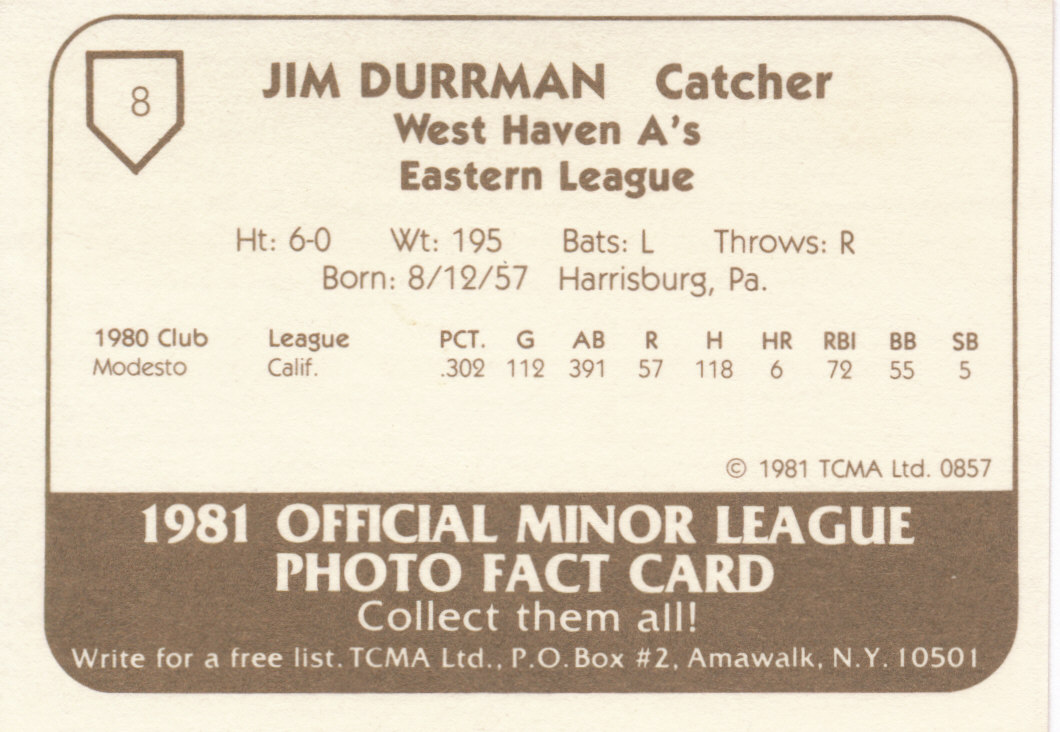 8
JIM DURRMAN Catcher
West Haven A's
Eastern League
Ht: 6-0 Wt: 195 Bats: L Throws: R
Born: 8/12/57 Harrisburg, Pa.
1980 Club League PCT. G AB R H HR RBI BB SB
Modesto Calif. .302 112 391 57 118 6 72 55 5
© 1981 TCMA Ltd. 0857
1981 OFFICIAL MINOR LEAGUE
PHOTO FACT CARD
Collect them all!
Write for a free list. TCMA Ltd., P.O. Box #2, Amawalk, N.Y. 10501